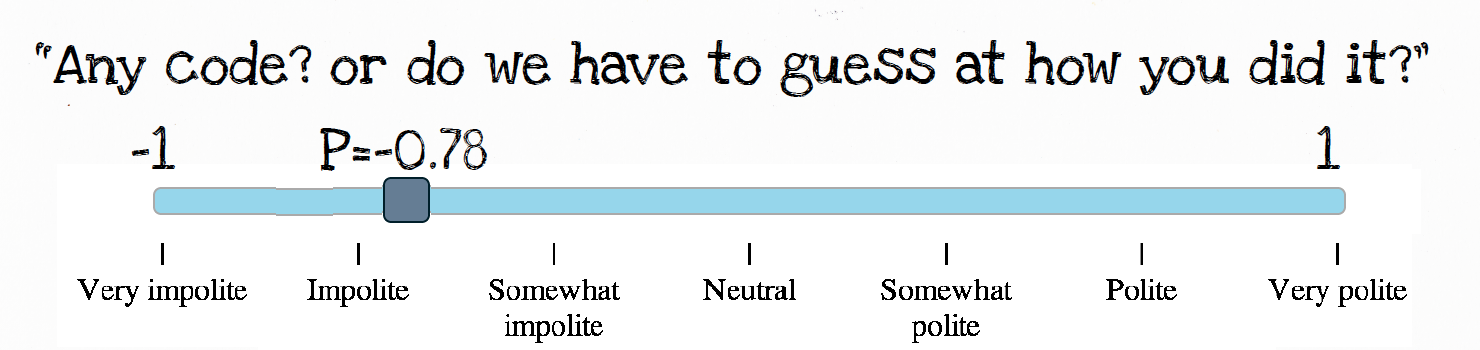 "Any code? or do we have to guess at how you did it?"
-1 P=-0.78 1
Very impolite Impolite Somewhat impolite Neutral Somewhat polite Polite Very polite